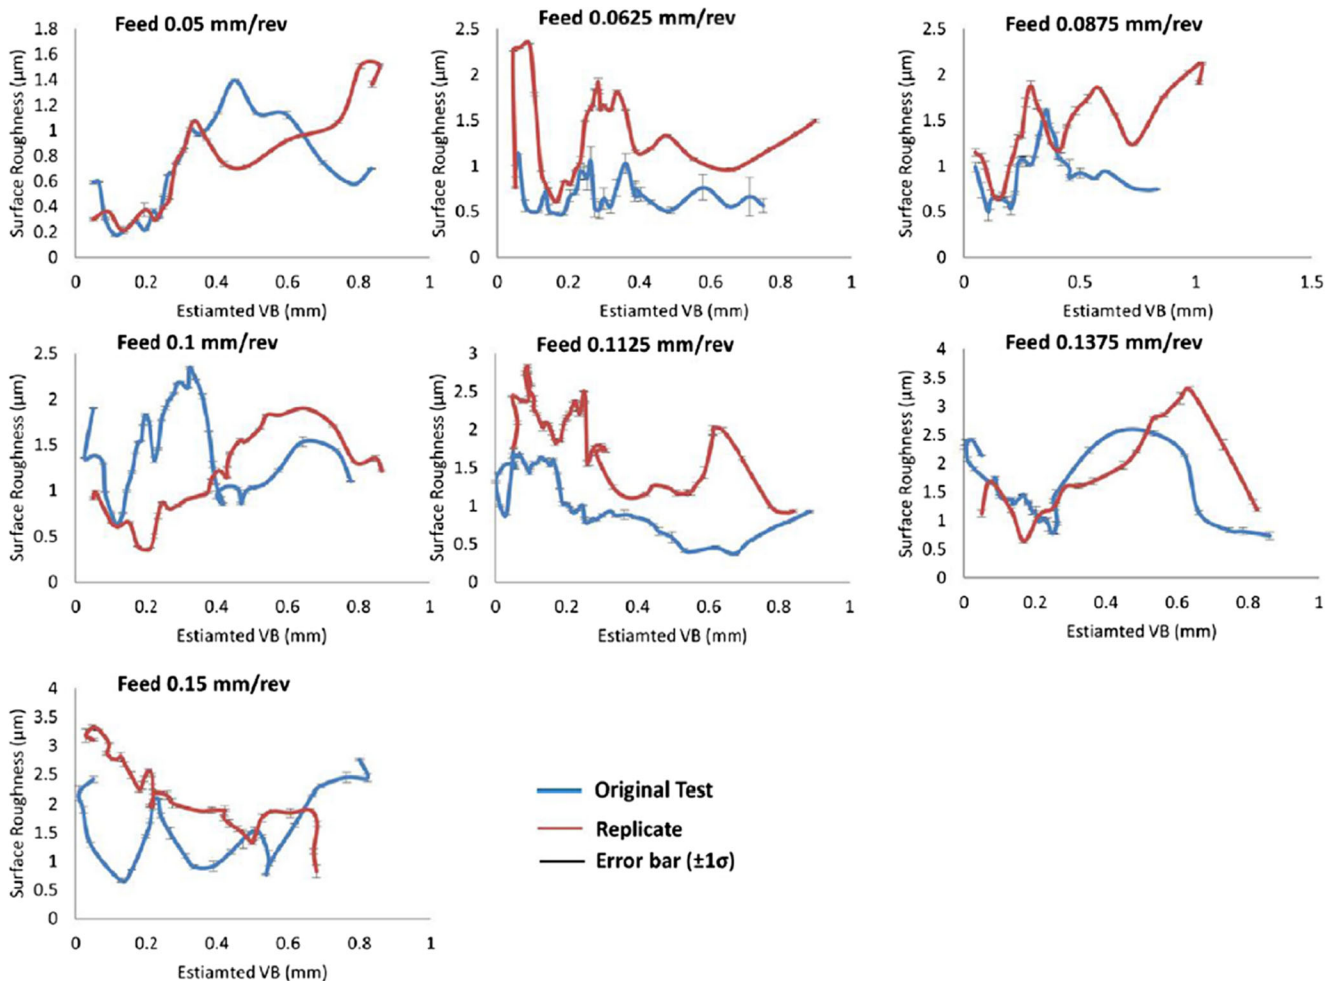 Feed 0.05 mm/rev
Surface Roughness (µm)
1.8
1.6
1.4
1.2
1
0.8
0.6
0.4
0.2
0
0 0.2 0.4 0.6 0.8 1
Estiamted VB (mm)
Feed 0.0625 mm/rev
Surface Roughness (µm)
2.5
2
1.5
1
0.5
0
0 0.2 0.4 0.6 0.8 1
Estiamted VB (mm)
Feed 0.0875 mm/rev
Surface Roughness (µm)
2.5
2
1.5
1
0.5
0
0 0.5 1 1.5
Estiamted VB (mm)
Feed 0.1 mm/rev
Surface Roughness (µm)
2.5
2
1.5
1
0.5
0
0 0.2 0.4 0.6 0.8 1
Estiamted VB (mm)
Feed 0.1125 mm/rev
Surface Roughness (µm)
3
2.5
2
1.5
1
0.5
0
0 0.2 0.4 0.6 0.8 1
Estiamted VB (mm)
Feed 0.1375 mm/rev
Surface Roughness (µm)
4
3.5
3
2.5
2
1.5
1
0.5
0
0 0.2 0.4 0.6 0.8 1
Estiamted VB (mm)
Feed 0.15 mm/rev
Surface Roughness (µm)
4
3.5
3
2.5
2
1.5
1
0.5
0
0 0.2 0.4 0.6 0.8 1
Estiamted VB (mm)
Original Test
Replicate
Error bar (±1σ)